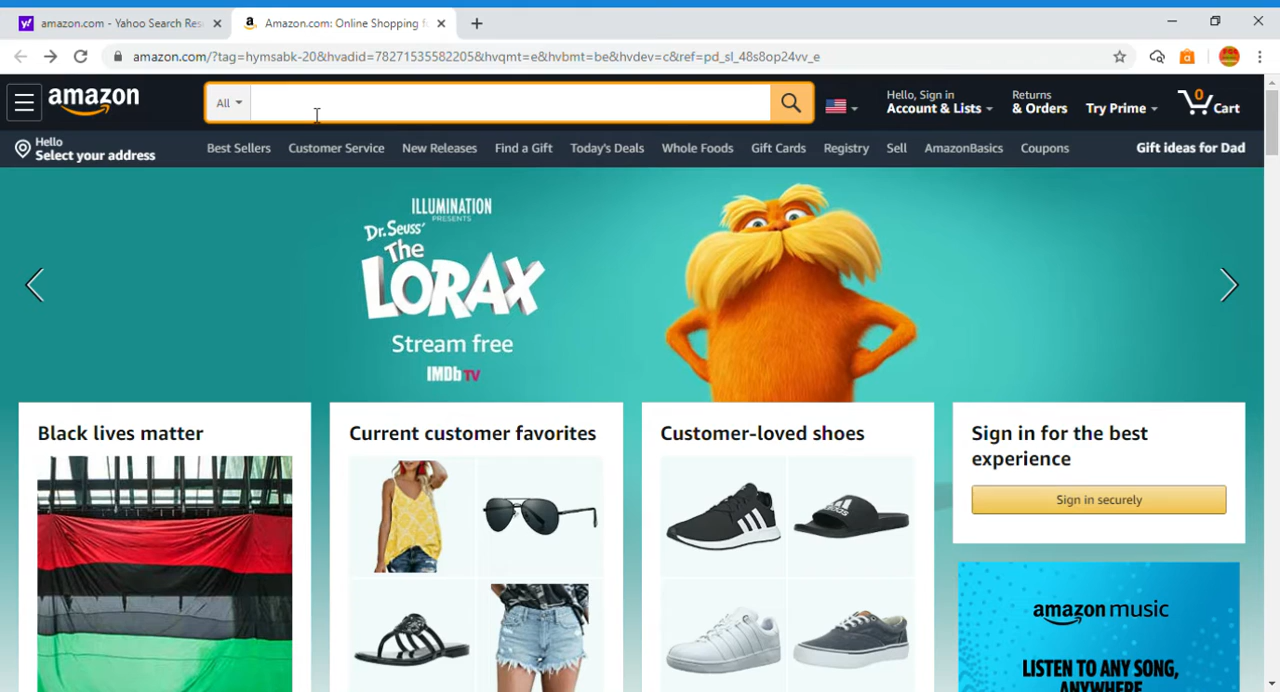 amazon.com - Yahoo Search Res
Amazon.com: Online Shopping f
amazon.com/?tag=hymsabk-20&hvadid=78271535582205&hvqmt=e&hvbmt=be&hvdev=c&ref=pd_sl_48s8op24vv_e
amazon
All
Hello, Sign in
Account & Lists
Returns
& Orders
Try Prime
0
Cart
Hello
Select your address
Best Sellers
Customer Service
New Releases
Find a Gift
Today's Deals
Whole Foods
Gift Cards
Registry
Sell
AmazonBasics
Coupons
Gift ideas for Dad
ILLUMINATION
PRESENTS
Dr. Seuss'
The
LORAX
Stream free
IMDb TV
Black lives matter
Current customer favorites
Customer-loved shoes
Sign in for the best
experience
Sign in securely
adidas
amazon music
LISTEN TO ANY SONG,
ANYWHERE